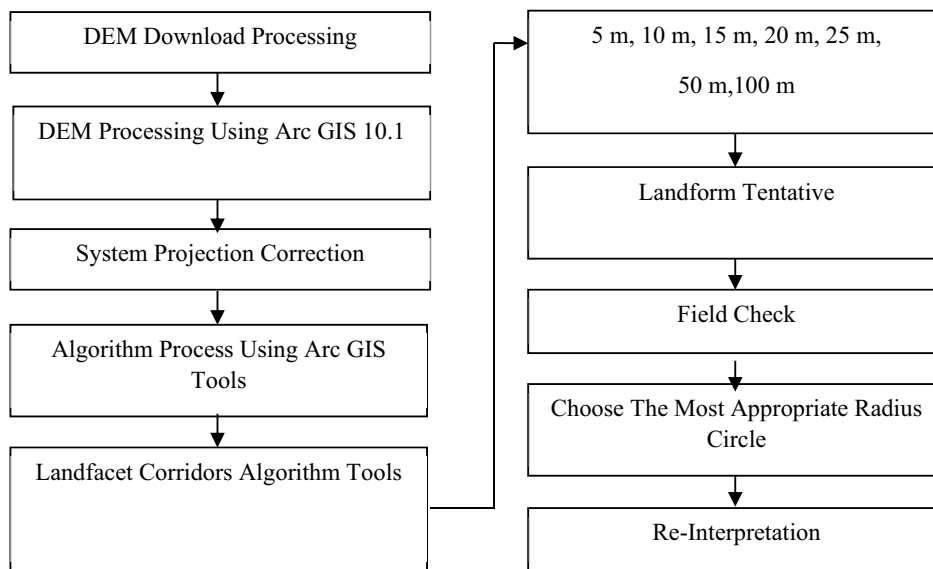 DEM Download Processing
DEM Processing Using Arc GIS 10.1
System Projection Correction
Algorithm Process Using Arc GIS
Tools
Landfacet Corridors Algorithm Tools
5 m, 10 m, 15 m, 20 m, 25 m,
50 m,100 m
Landform Tentative
Field Check
Choose The Most Appropriate Radius
Circle
Re-Interpretation